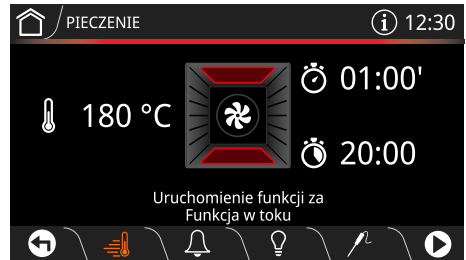 PIECZENIE
i 12:30
180 °C
01:00'
20:00
Uruchomienie funkcji za
Funkcja w toku